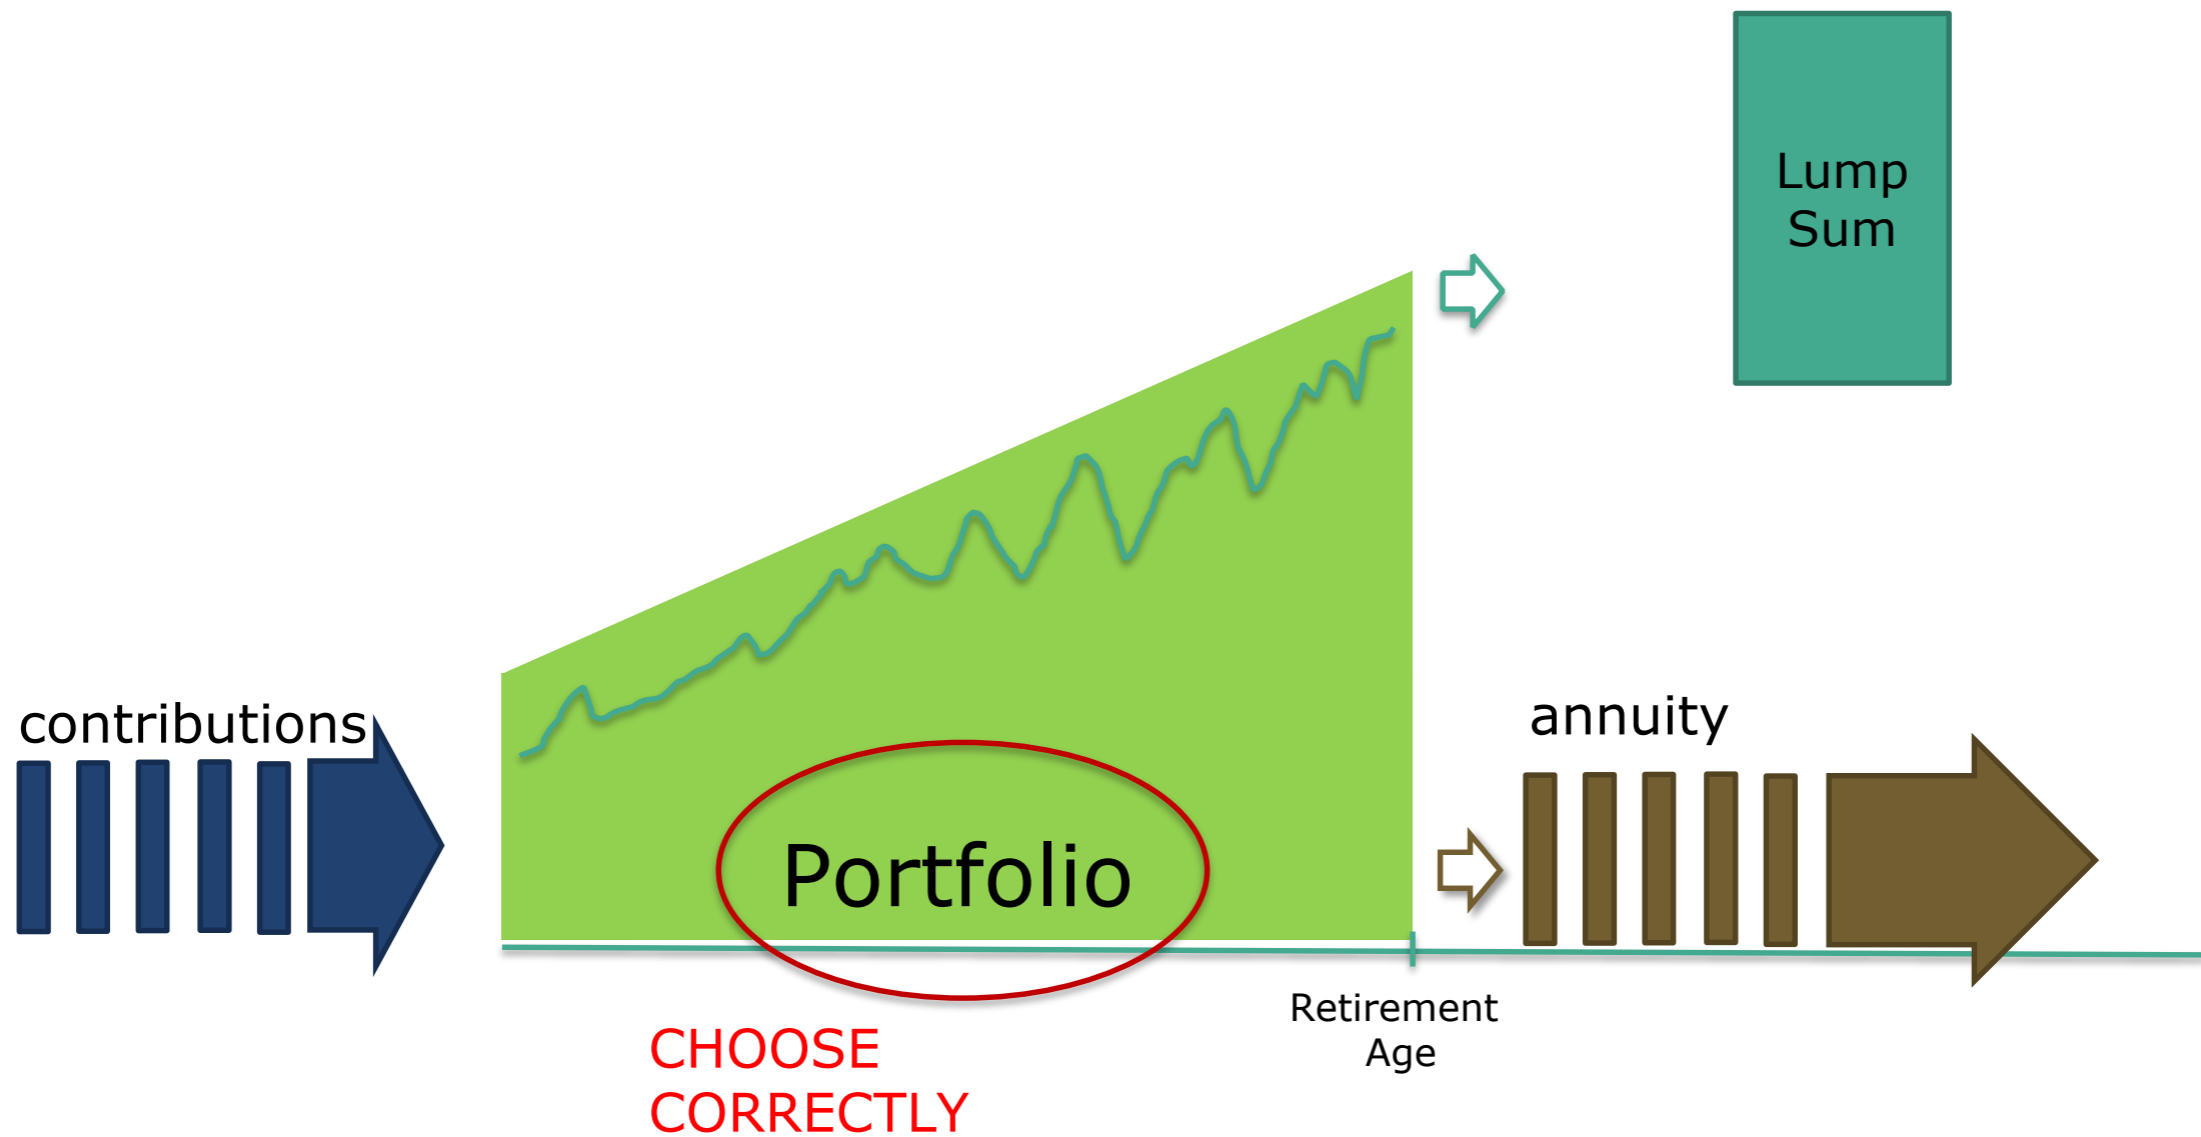 Lump
Sum
contributions
annuity
Portfolio
Retirement
Age
CHOOSE
CORRECTLY